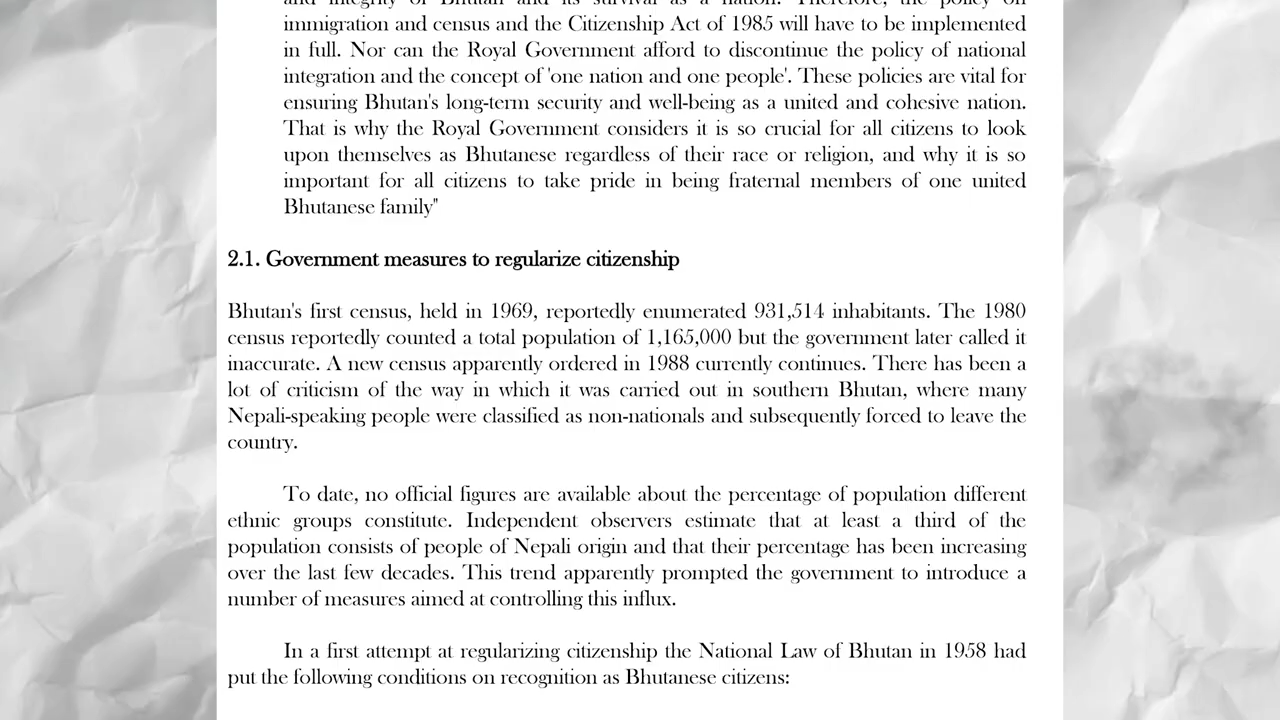 and integrity of Bhutan and its survival as a nation. Therefore, the policy on
immigration and census and the Citizenship Act of 1985 will have to be implemented
in full. Nor can the Royal Government afford to discontinue the policy of national
integration and the concept of 'one nation and one people'. These policies are vital for
ensuring Bhutan's long-term security and well-being as a united and cohesive nation.
That is why the Royal Government considers it is so crucial for all citizens to look
upon themselves as Bhutanese regardless of their race or religion, and why it is so
important for all citizens to take pride in being fraternal members of one united
Bhutanese family"
2.1. Government measures to regularize citizenship
Bhutan's first census, held in 1969, reportedly enumerated 931,514 inhabitants. The 1980
census reportedly counted a total population of 1,165,000 but the government later called it
inaccurate. A new census apparently ordered in 1988 currently continues. There has been a
lot of criticism of the way in which it was carried out in southern Bhutan, where many
Nepali-speaking people were classified as non-nationals and subsequently forced to leave the
country.
To date, no official figures are available about the percentage of population different
ethnic groups constitute. Independent observers estimate that at least a third of the
population consists of people of Nepali origin and that their percentage has been increasing
over the last few decades. This trend apparently prompted the government to introduce a
number of measures aimed at controlling this influx.
In a first attempt at regularizing citizenship the National Law of Bhutan in 1958 had
put the following conditions on recognition as Bhutanese citizens: